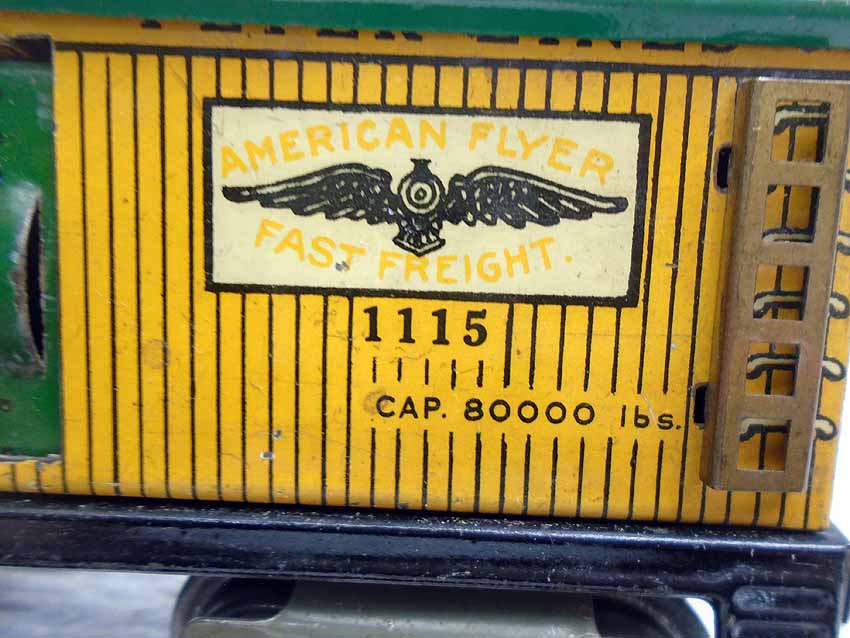 AMERICAN FLYER
FAST FREIGHT.
1115
CAP. 80000 lbs.